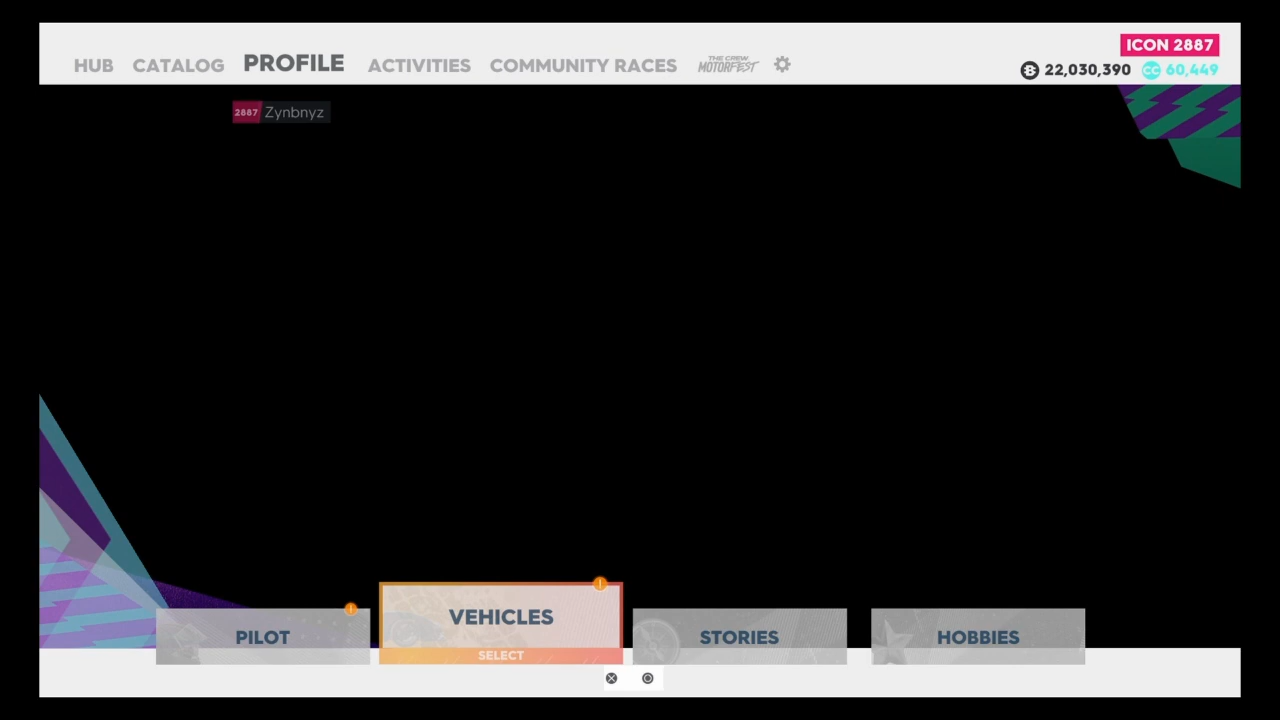 HUB CATALOG PROFILE ACTIVITIES COMMUNITY RACES THE CREW MOTORFEST
ICON 2887
22,030,390 CC 60,449
2887 Zynbnyz
PILOT
VEHICLES
SELECT
STORIES
HOBBIES